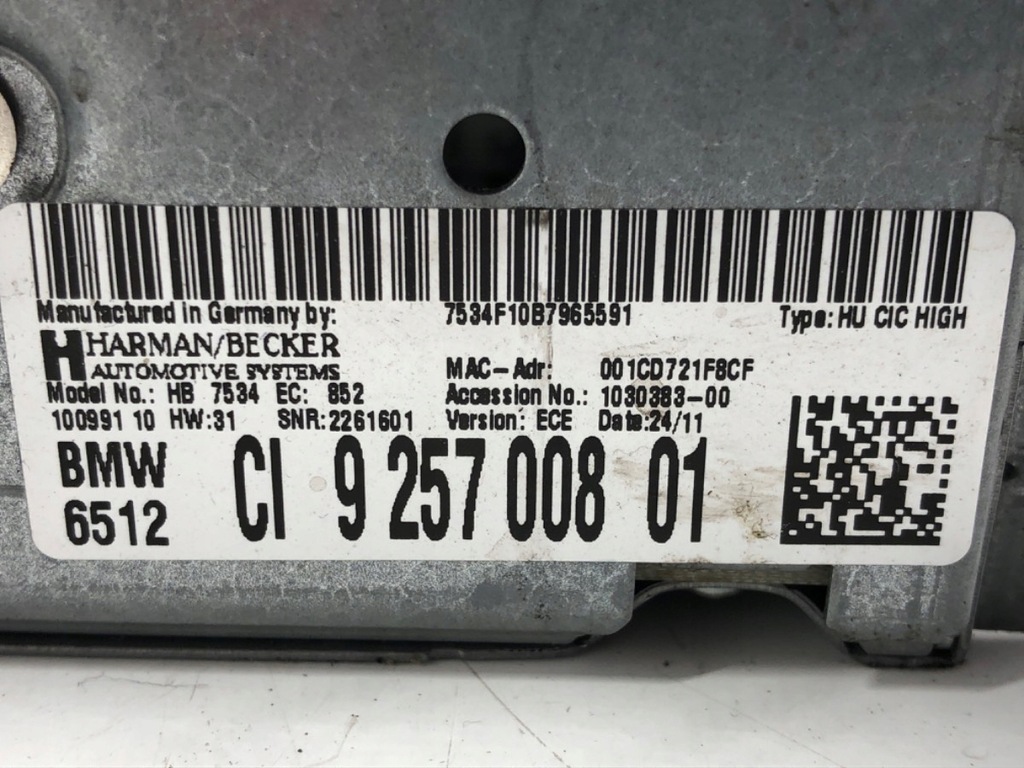 Manufactured in Germany by: 7534F10B7965591 Type: HU CIC HIGH
HARMAN/BECKER
AUTOMOTIVE SYSTEMS MAC-Adr: 001CD721F8CF
Model No.: HB 7534 EC: 852 Accession No.: 1030383-00
100991 10 HW:31 SNR:2261601 Version: ECE Date:24/11
BMW CI 9 257 008 01
6512